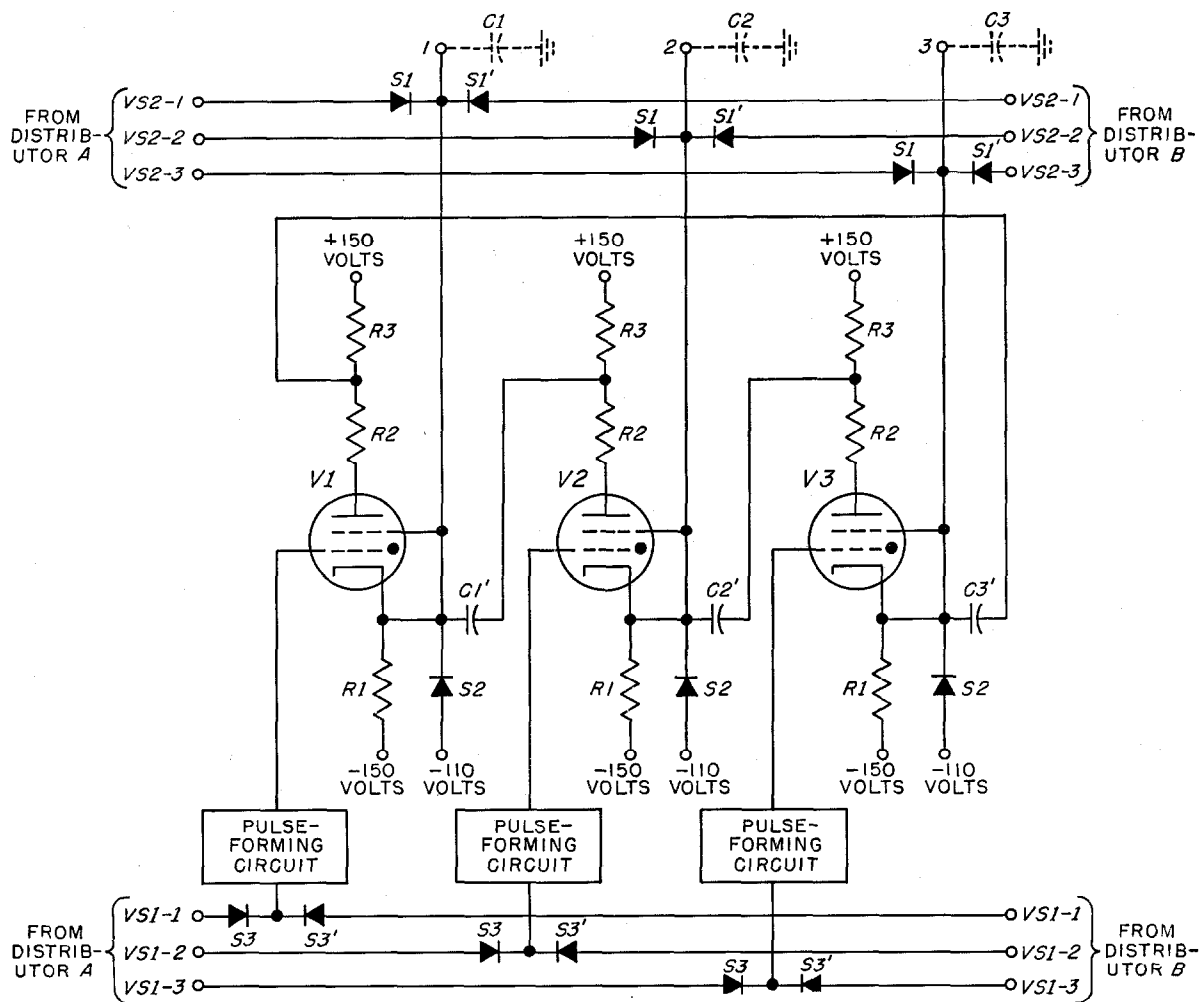 C1
C2
C3
1
2
3
S1 S1'
S1 S1'
S1 S1'
FROM
DISTRIB-
UTOR A
VS2-1
VS2-2
VS2-3
VS2-1
VS2-2
VS2-3
FROM
DISTRIB-
UTOR B
+150
VOLTS
+150
VOLTS
+150
VOLTS
R3
R3
R3
R2
R2
R2
V1
V2
V3
C1'
C2'
C3'
R1
S2
R1
S2
R1
S2
-150
VOLTS
-110
VOLTS
-150
VOLTS
-110
VOLTS
-150
VOLTS
-110
VOLTS
PULSE-
FORMING
CIRCUIT
PULSE-
FORMING
CIRCUIT
PULSE-
FORMING
CIRCUIT
FROM
DISTRIB-
UTOR A
VS1-1
VS1-2
VS1-3
S3 S3'
S3 S3'
S3 S3'
VS1-1
VS1-2
VS1-3
FROM
DISTRIB-
UTOR B